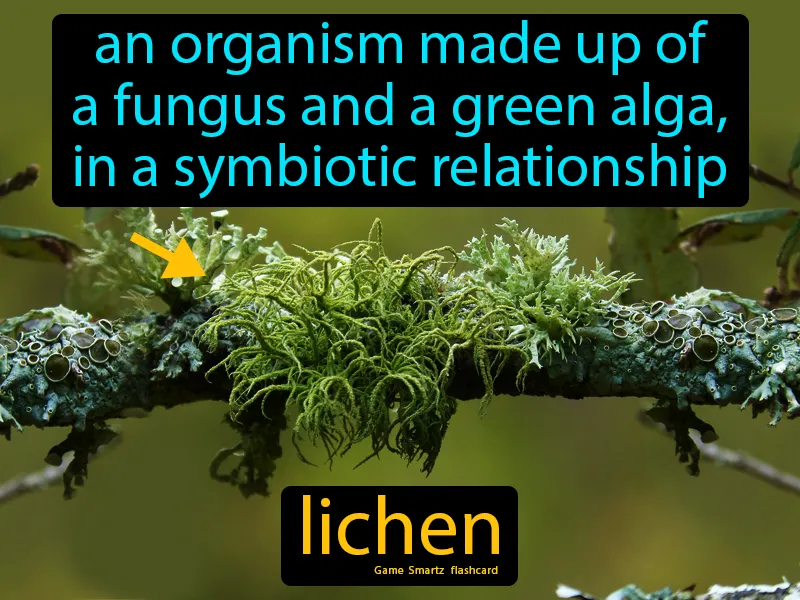 an organism made up of
a fungus and a green alga,
in a symbiotic relationship
lichen
Game Smartz flashcard